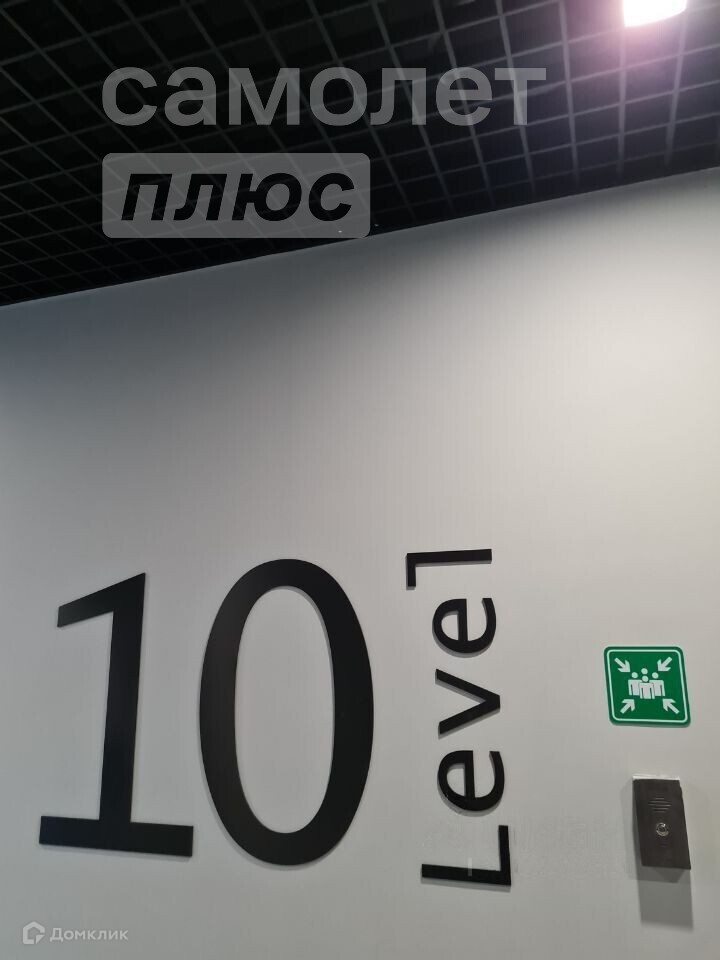 самолет
плюс
10
Level
Домклик